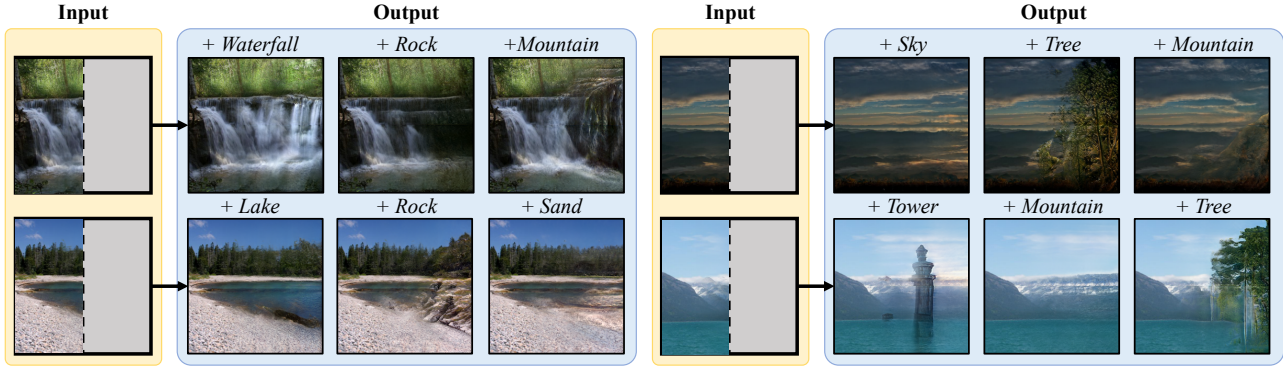 Input Output Input Output
+ Waterfall + Rock +Mountain + Sky + Tree + Mountain
+ Lake + Rock + Sand + Tower + Mountain + Tree